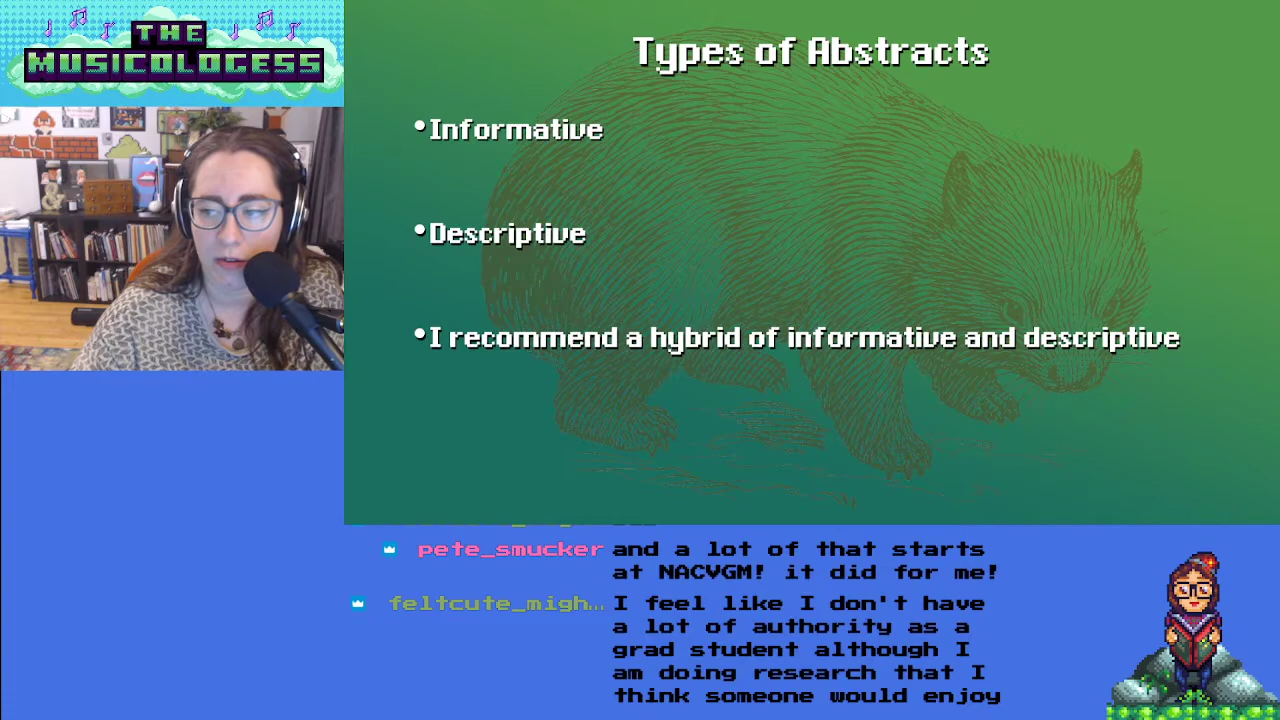 THE
MUSICOLOGESS
Types of Abstracts
•Informative
•Descriptive
•I recommend a hybrid of informative and descriptive
pete_smucker and a lot of that starts
at NACVGM! it did for me!
feltcute_migh… I feel like I don't have
a lot of authority as a
grad student although I
am doing research that I
think someone would enjoy